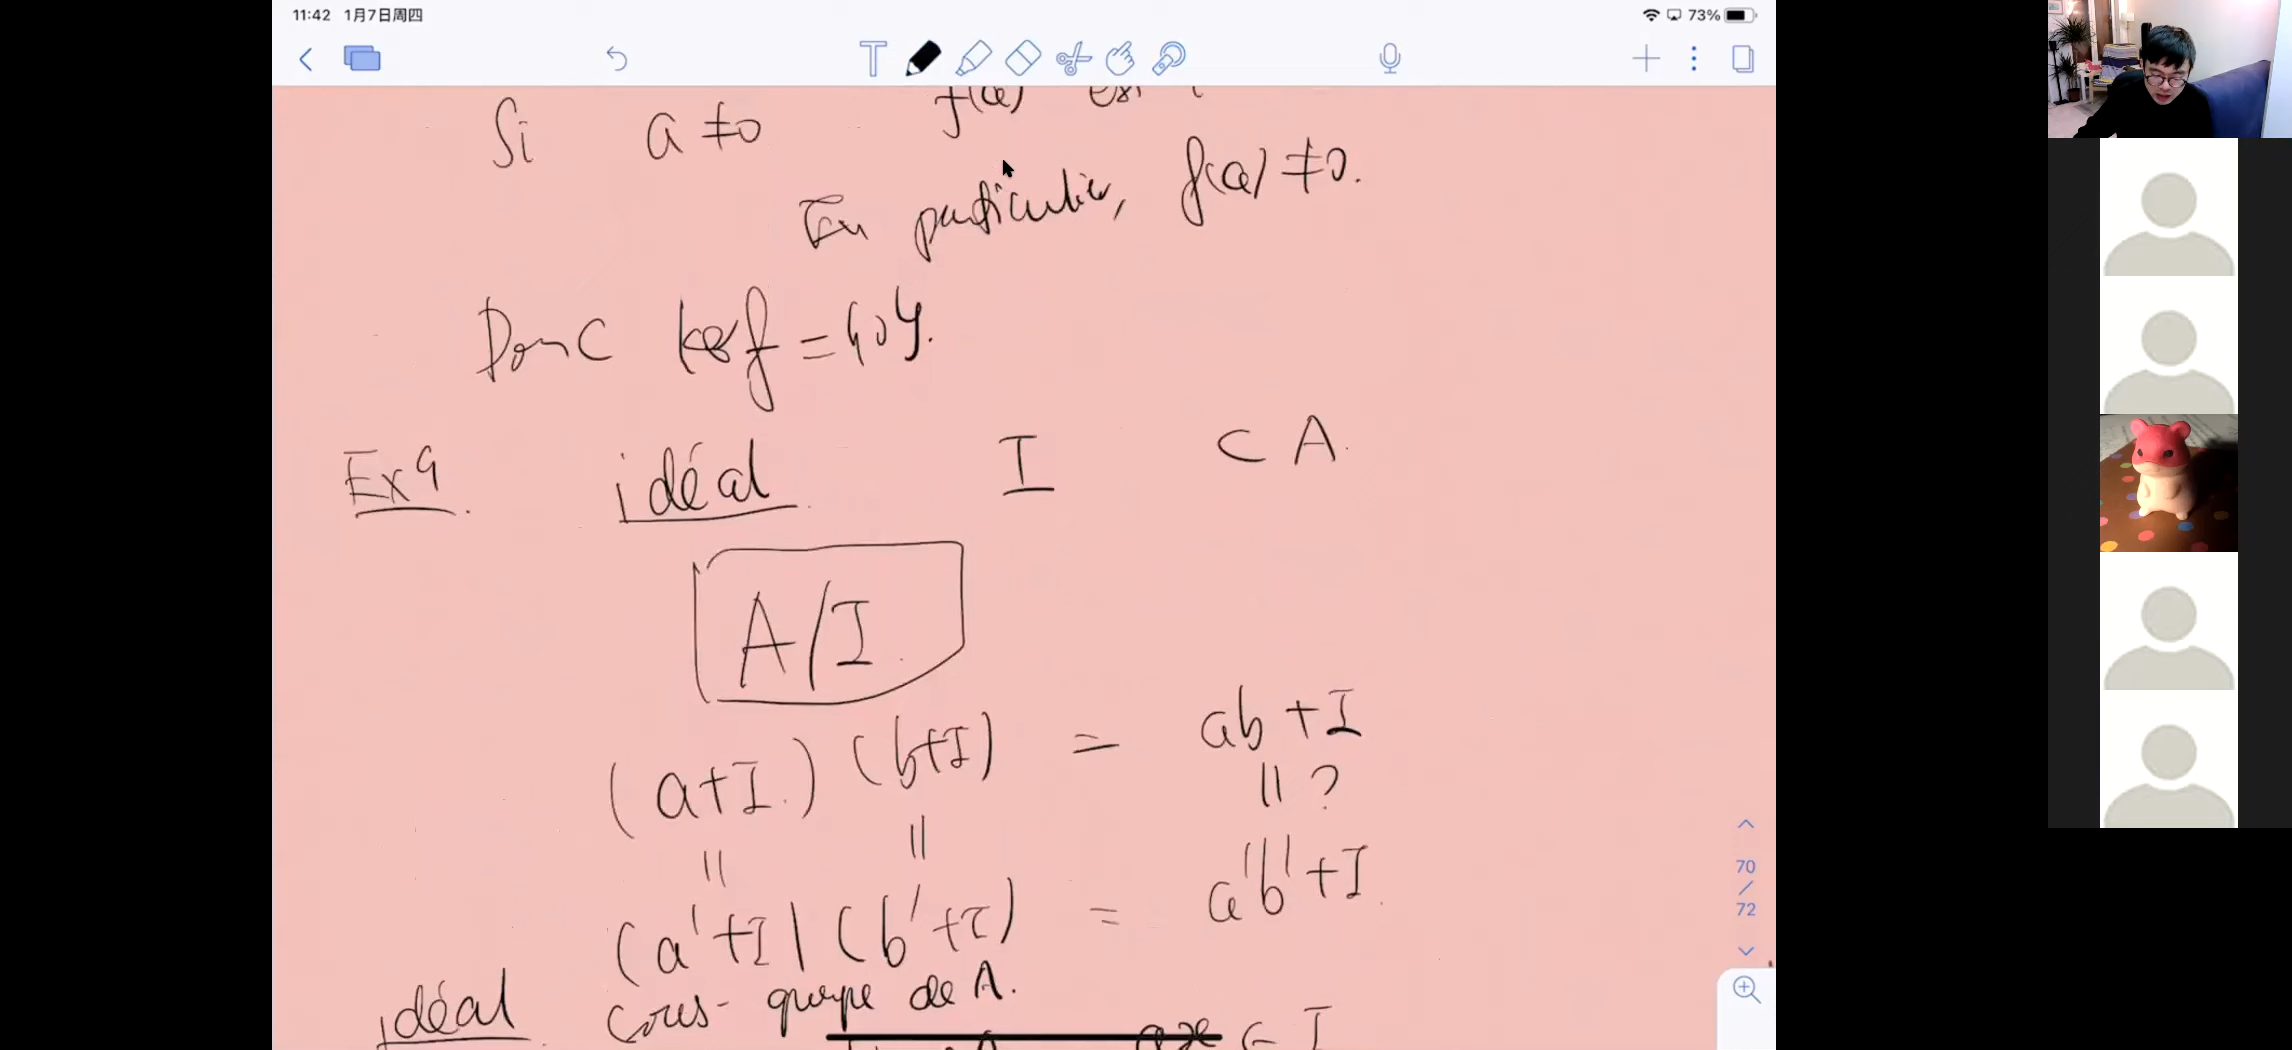 11:42 1月7日周四
73%
Si a ≠ 0 f(a)
En particulier, f(a) ≠ 0.
Donc ker f = {0}.
Ex 9. idéal I ⊂ A.
A/I
(a+I)(b+I) = ab+I
|| || || ?
(a'+I)(b'+I) = a'b'+I.
idéal sous-groupe de A.
∈ I
70
/
72